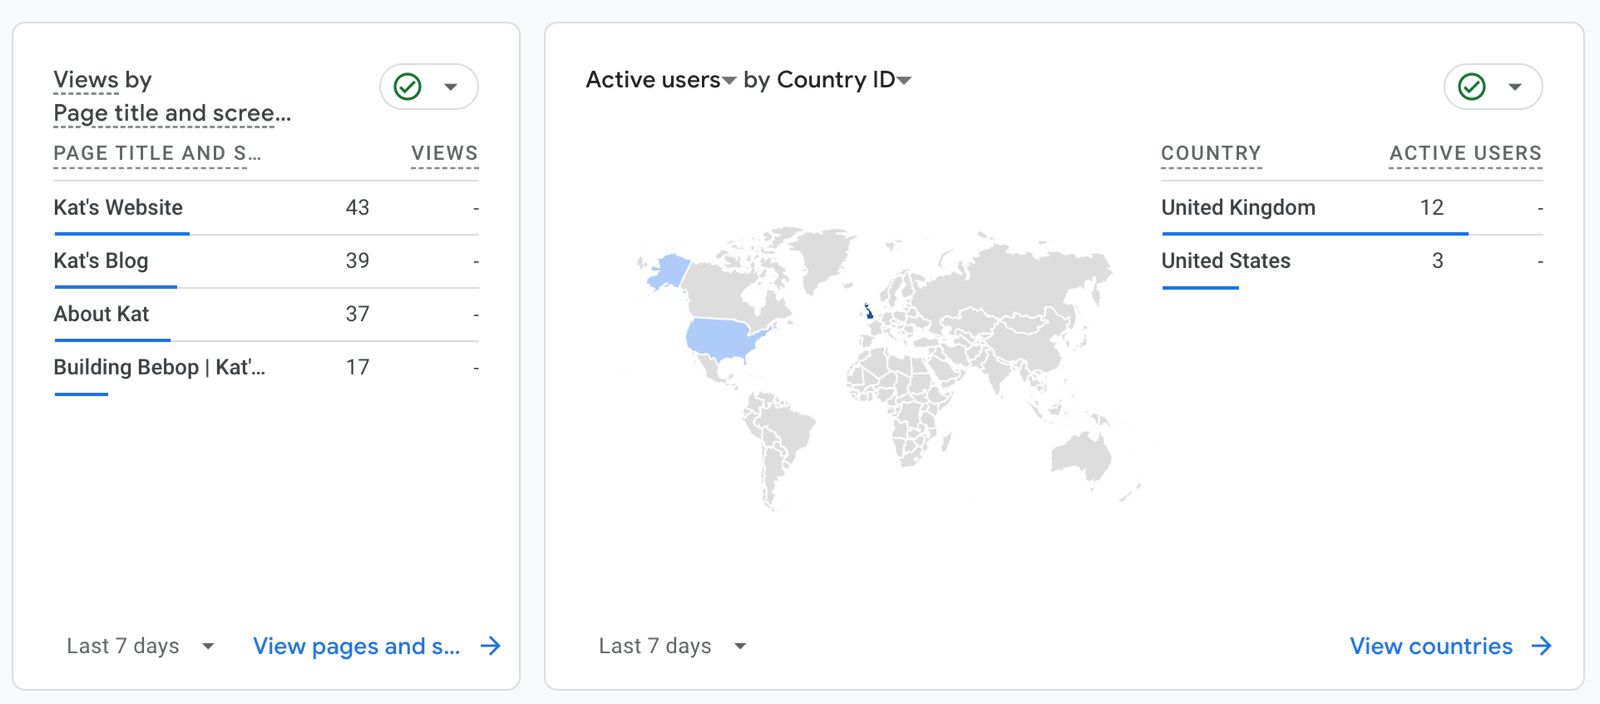 Views by
Page title and scree...
PAGE TITLE AND S... VIEWS
Kat's Website 43 -
Kat's Blog 39 -
About Kat 37 -
Building Bebop | Kat'... 17 -
Last 7 days View pages and s...
Active users by Country ID
COUNTRY ACTIVE USERS
United Kingdom 12 -
United States 3 -
Last 7 days View countries